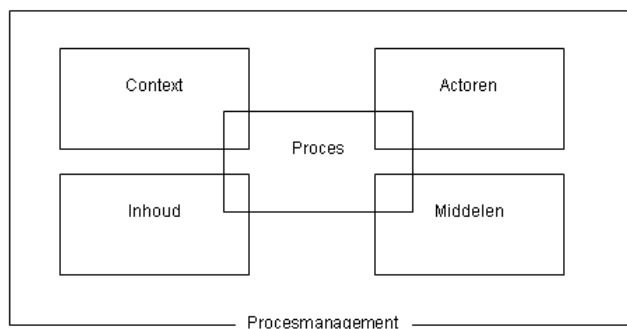 Context
Actoren
Proces
Inhoud
Middelen
Procesmanagement